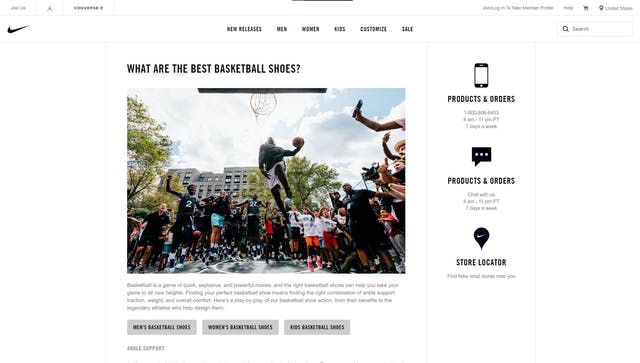 Join Us
CONVERSE
Join/Log In To Nike Member Profile
Help
United States
NEW RELEASES
MEN
WOMEN
KIDS
CUSTOMIZE
SALE
Search
WHAT ARE THE BEST BASKETBALL SHOES?
Basketball is a game of quick, explosive, and powerful moves, and the right basketball shoes can help you take your
game to all new heights. Finding your perfect basketball shoe means finding the right combination of ankle support,
traction, weight, and overall comfort. Here's a play-by-play of our basketball shoe action, from their benefits to the
legendary athletes who help design them.
MEN'S BASKETBALL SHOES
WOMEN'S BASKETBALL SHOES
KIDS BASKETBALL SHOES
ANKLE SUPPORT
PRODUCTS & ORDERS
1-800-806-6453
4 am - 11 pm PT
7 days a week
PRODUCTS & ORDERS
Chat with us
4 am - 11 pm PT
7 days a week
STORE LOCATOR
Find Nike retail stores near you